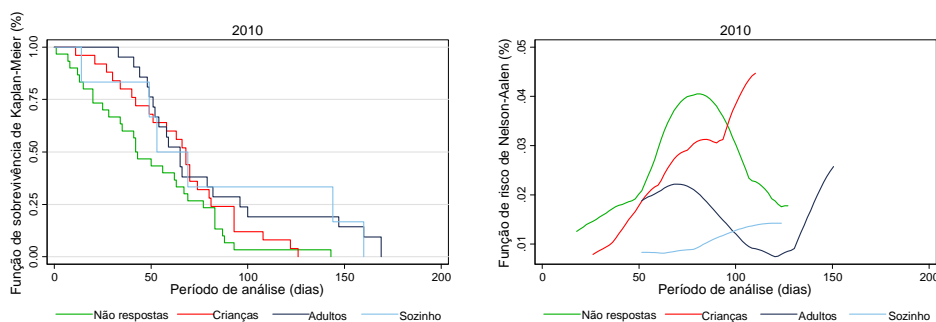 2010
Função de sobrevivência de Kaplan-Meier (%)
1.00
0.75
0.50
0.25
0.00
0 50 100 150 200
Período de análise (dias)
Não respostas Crianças Adultos Sozinho
2010
Função de risco de Nelson-Aalen (%)
.05
.04
.03
.02
.01
0 50 100 150 200
Período de análise (dias)
Não respostas Crianças Adultos Sozinho